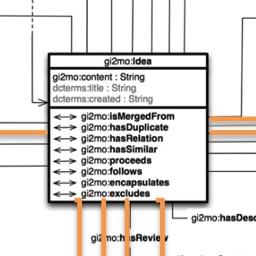 gi2mo:Idea
gi2mo:content : String
dcterms:title : String
dcterms:created : String
gi2mo:isMergedFrom
gi2mo:hasDuplicate
gi2mo:hasRelation
gi2mo:hasSimilar
gi2mo:proceeds
gi2mo:follows
gi2mo:encapsulates
gi2mo:excludes
gi2mo:hasDesc
gi2mo:hasReview